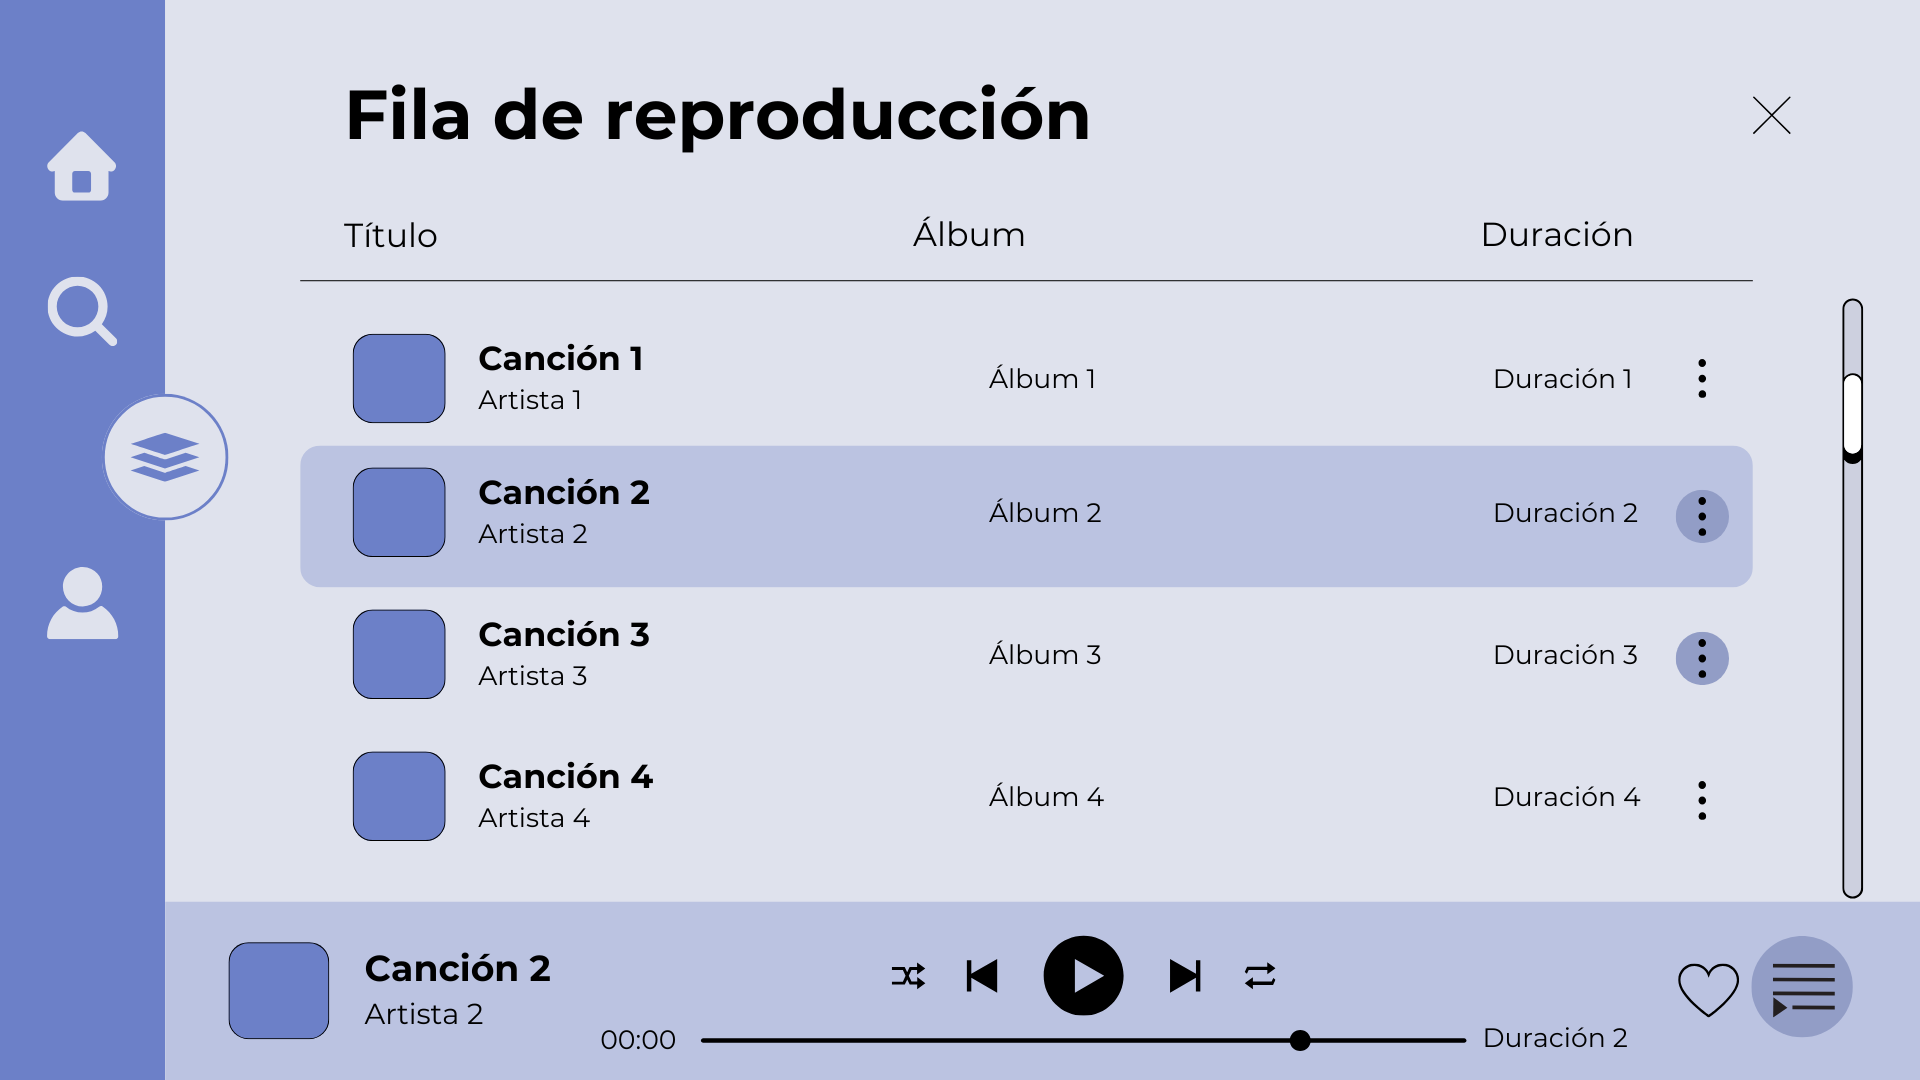 Fila de reproducción
Título Álbum Duración
Canción 1
Artista 1
Álbum 1
Duración 1
Canción 2
Artista 2
Álbum 2
Duración 2
Canción 3
Artista 3
Álbum 3
Duración 3
Canción 4
Artista 4
Álbum 4
Duración 4
Canción 2
Artista 2
00:00
Duración 2